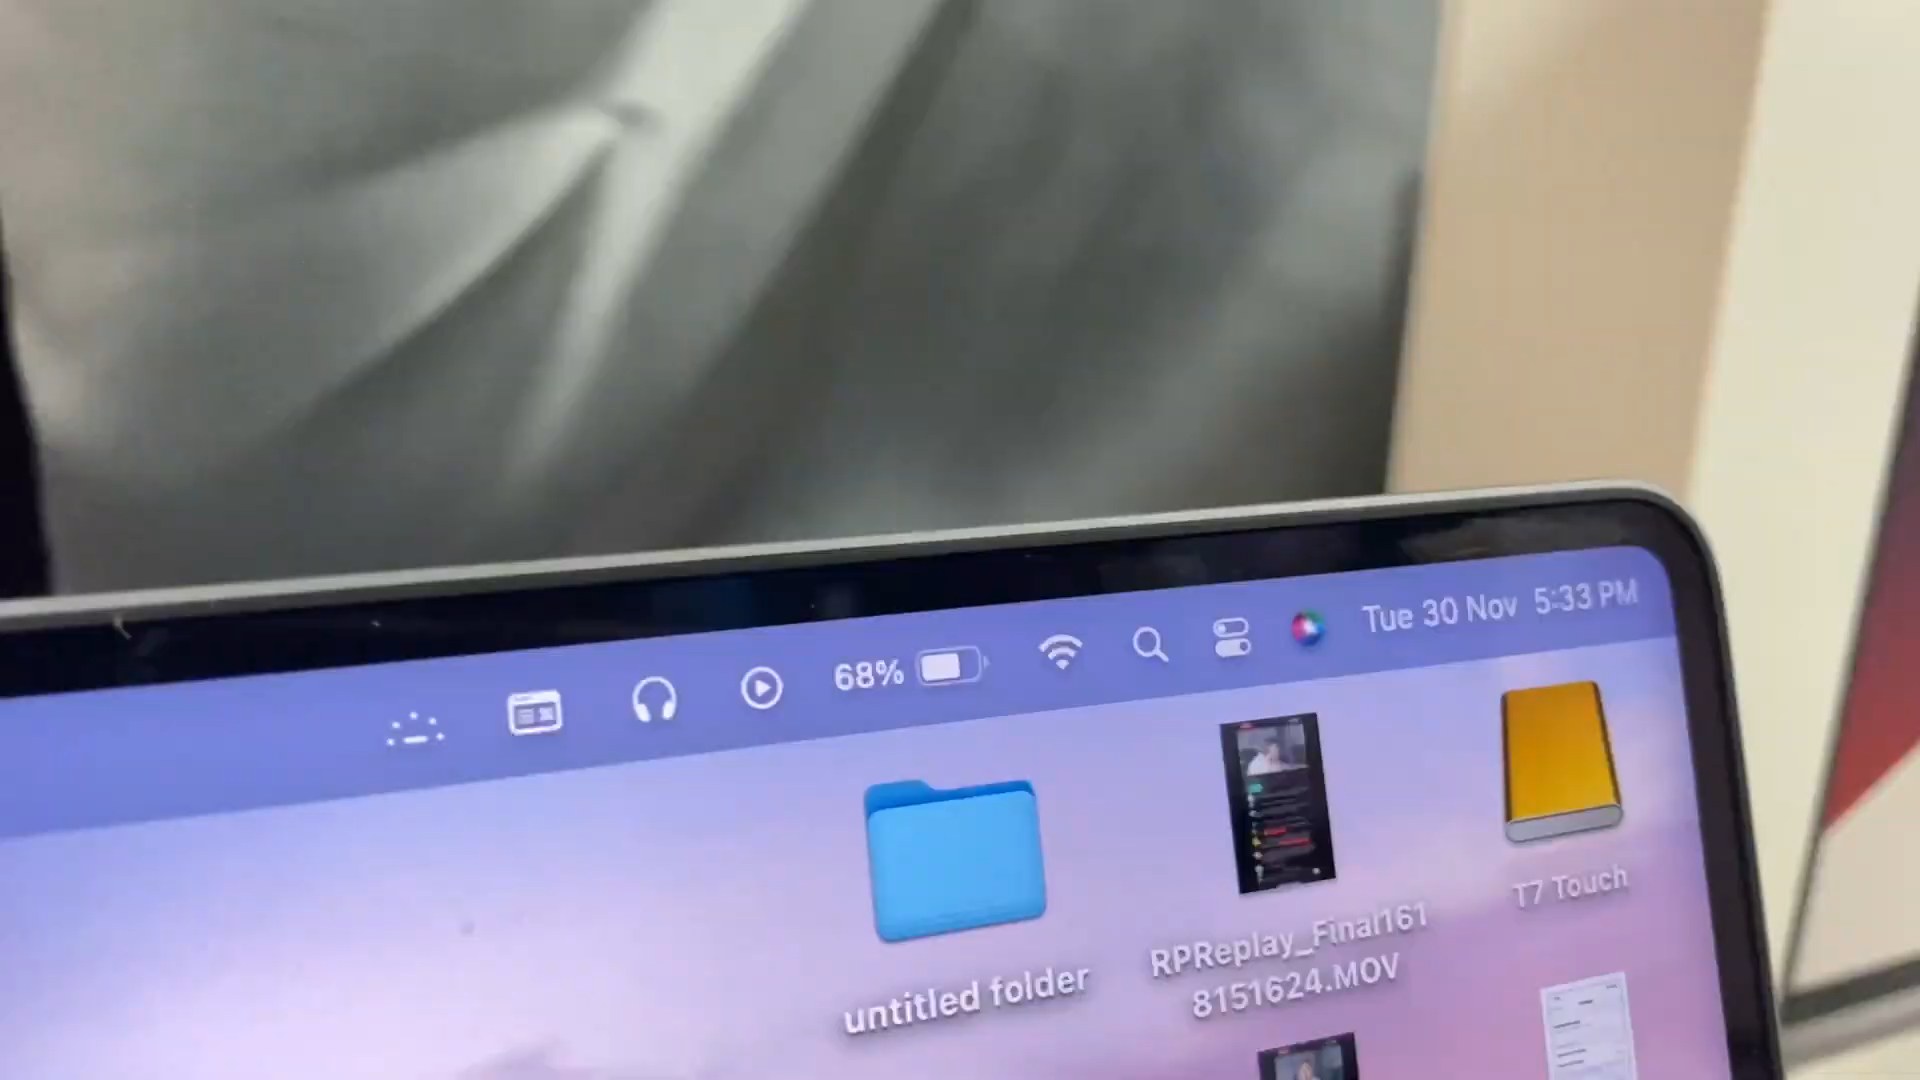 68%
Tue 30 Nov 5:33 PM
untitled folder
RPReplay_Final161
8151624.MOV
T7 Touch